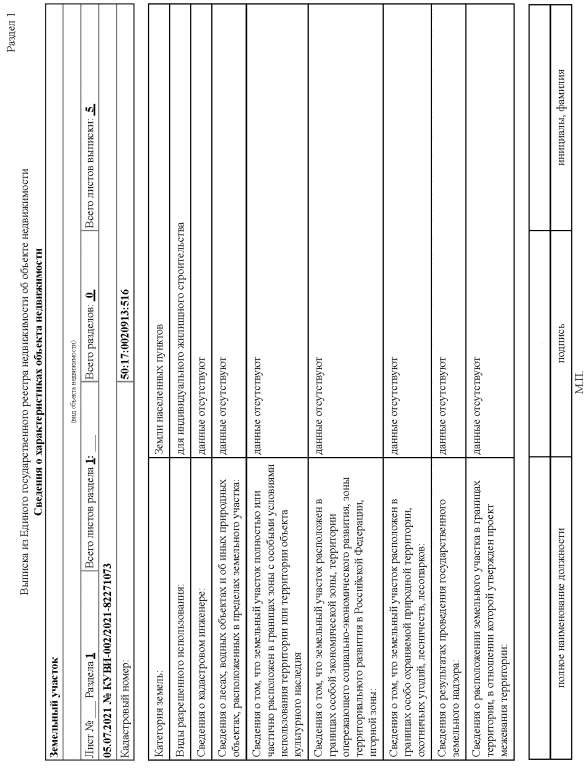 Раздел 1
Выписка из Единого государственного реестра недвижимости об объекте недвижимости
Сведения о характеристиках объекта недвижимости
Земельный участок
(вид объекта недвижимости)
Лист № ___ Раздела 1 Всего листов раздела 1: ___ Всего разделов: 0 Всего листов выписки: 5
05.07.2021 № КУВИ-002/2021-82271073
Кадастровый номер: 50:17:0020913:516
Категория земель: Земли населенных пунктов
Виды разрешенного использования: для индивидуального жилищного строительства
Сведения о кадастровом инженере: данные отсутствуют
Сведения о лесах, водных объектах и об иных природных данные отсутствуют
объектах, расположенных в пределах земельного участка:
Сведения о том, что земельный участок полностью или данные отсутствуют
частично расположен в границах зоны с особыми условиями
использования территории или территории объекта
культурного наследия
Сведения о том, что земельный участок расположен в данные отсутствуют
границах особой экономической зоны, территории
опережающего социально-экономического развития, зоны
территориального развития в Российской Федерации,
игорной зоны:
Сведения о том, что земельный участок расположен в данные отсутствуют
границах особо охраняемой природной территории,
охотничьих угодий, лесничеств, лесопарков:
Сведения о результатах проведения государственного данные отсутствуют
земельного надзора:
Сведения о расположении земельного участка в границах данные отсутствуют
территории, в отношении которой утвержден проект
межевания территории:
полное наименование должности подпись инициалы, фамилия
М.П.